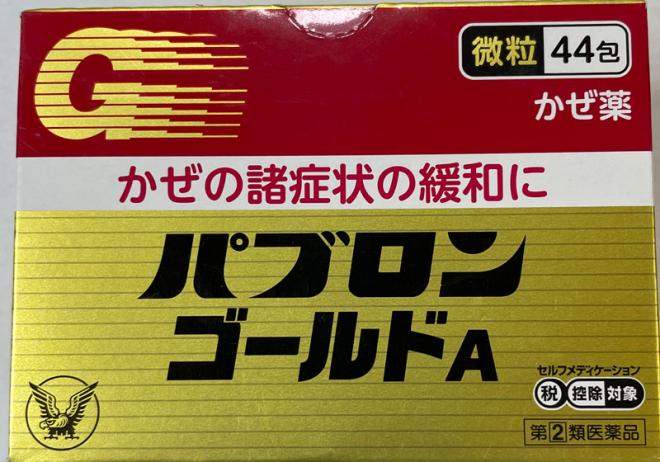 G
微粒 44包
かぜ薬
かぜの諸症状の緩和に
パブロン
ゴールドA
セルフメディケーション
税 控除 対象
第②類医薬品